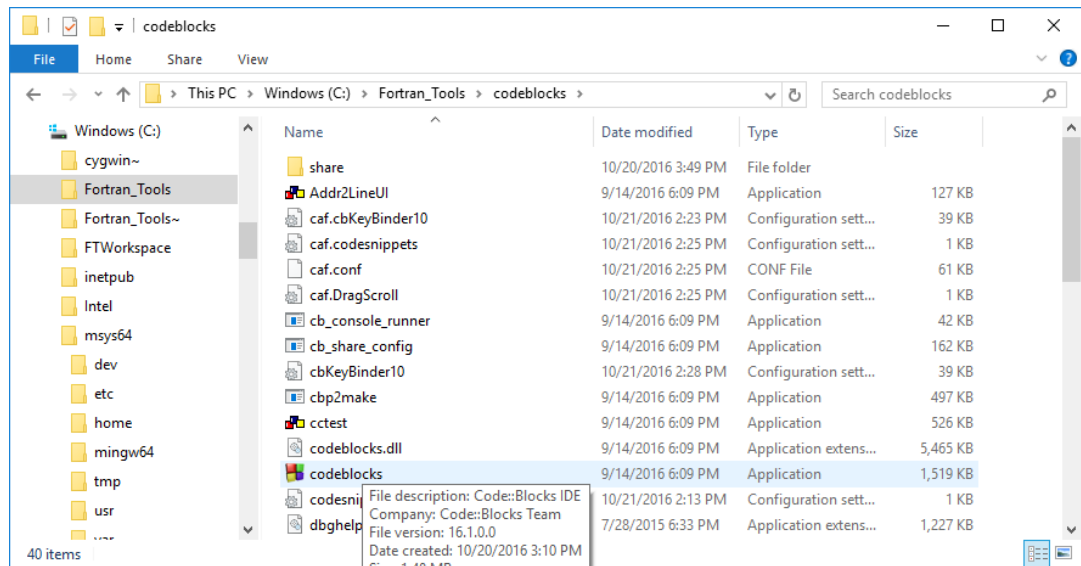 codeblocks
File Home Share View
This PC Windows (C:) Fortran_Tools codeblocks Search codeblocks
Windows (C:)
cygwin~
Fortran_Tools
Fortran_Tools~
FTWorkspace
inetpub
Intel
msys64
dev
etc
home
mingw64
tmp
usr
Name Date modified Type Size
share 10/20/2016 3:49 PM File folder
Addr2LineUI 9/14/2016 6:09 PM Application 127 KB
caf.cbKeyBinder10 10/21/2016 2:23 PM Configuration sett... 39 KB
caf.codesnippets 10/21/2016 2:25 PM Configuration sett... 1 KB
caf.conf 10/21/2016 2:25 PM CONF File 61 KB
caf.DragScroll 10/21/2016 2:25 PM Configuration sett... 1 KB
cb_console_runner 9/14/2016 6:09 PM Application 42 KB
cb_share_config 9/14/2016 6:09 PM Application 162 KB
cbKeyBinder10 10/21/2016 2:28 PM Configuration sett... 39 KB
cbp2make 9/14/2016 6:09 PM Application 497 KB
cctest 9/14/2016 6:09 PM Application 526 KB
codeblocks.dll 9/14/2016 6:09 PM Application extens... 5,465 KB
codeblocks 9/14/2016 6:09 PM Application 1,519 KB
10/21/2016 2:13 PM Configuration sett... 1 KB
dbghelp 7/28/2015 6:33 PM Application extens... 1,227 KB
File description: Code::Blocks IDE
Company: Code::Blocks Team
File version: 16.1.0.0
Date created: 10/20/2016 3:10 PM
40 items